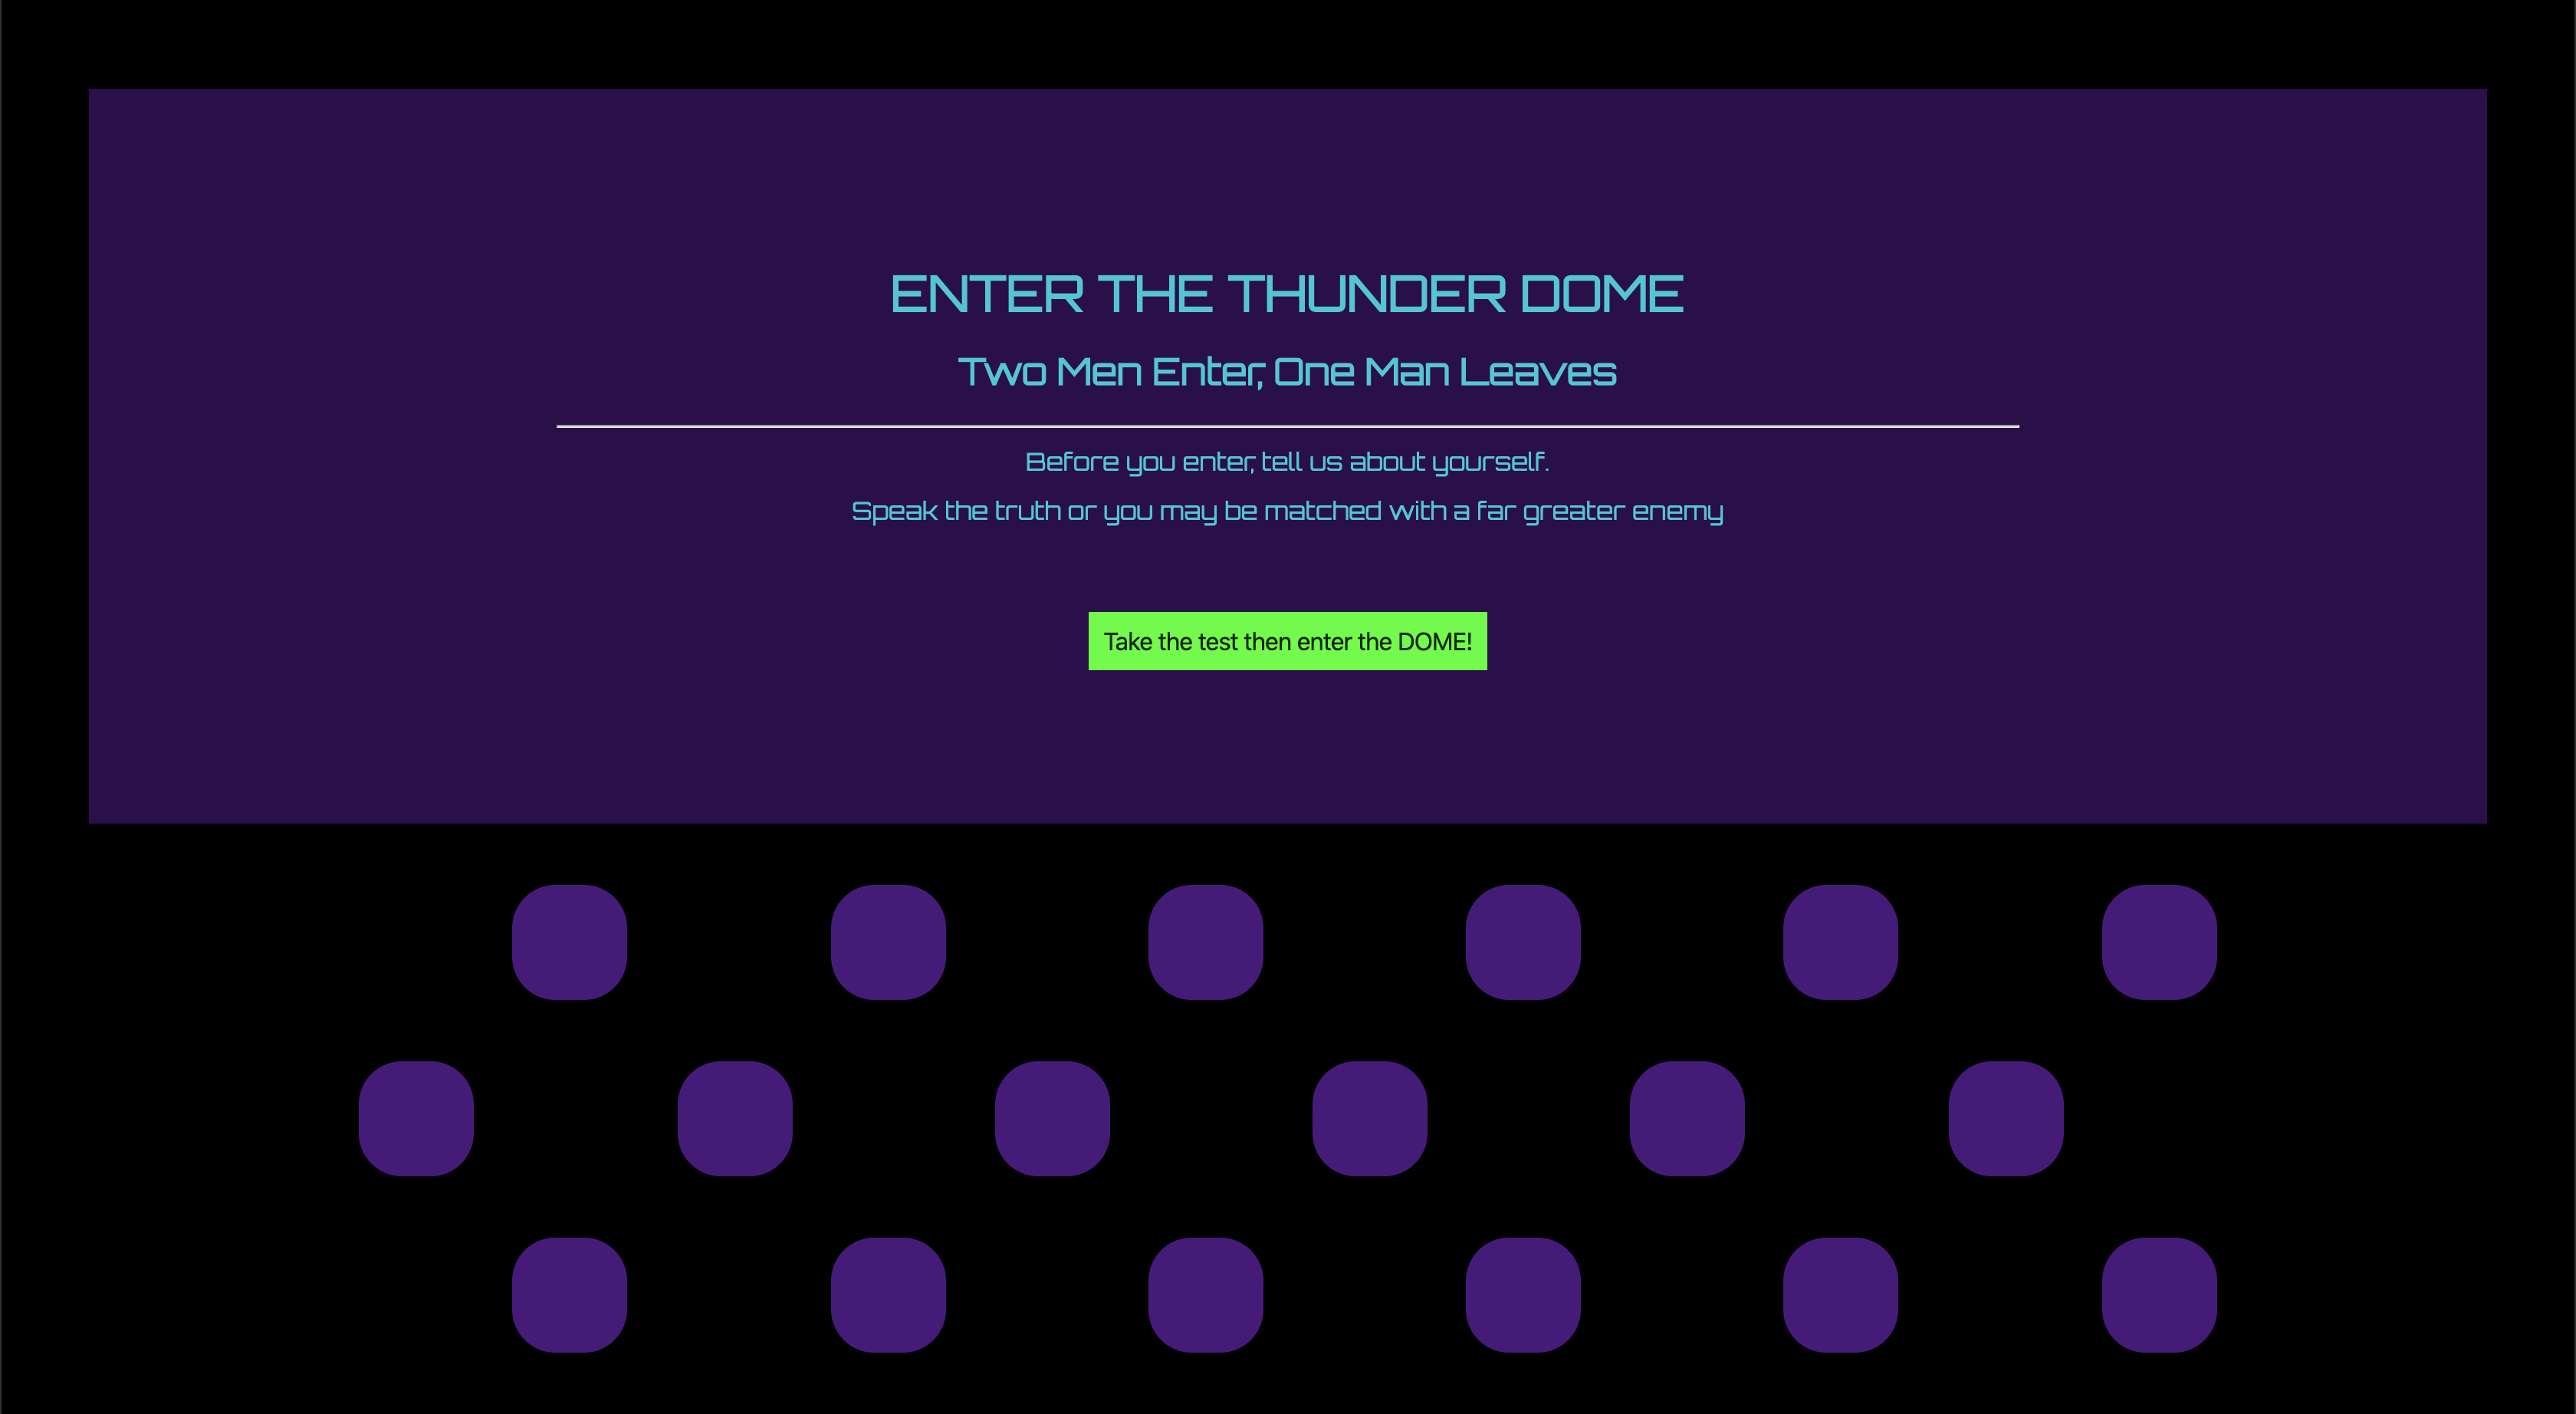 ENTER THE THUNDER DOME
Two Men Enter, One Man Leaves
Before you enter, tell us about yourself.
Speak the truth or you may be matched with a far greater enemy
Take the test then enter the DOME!